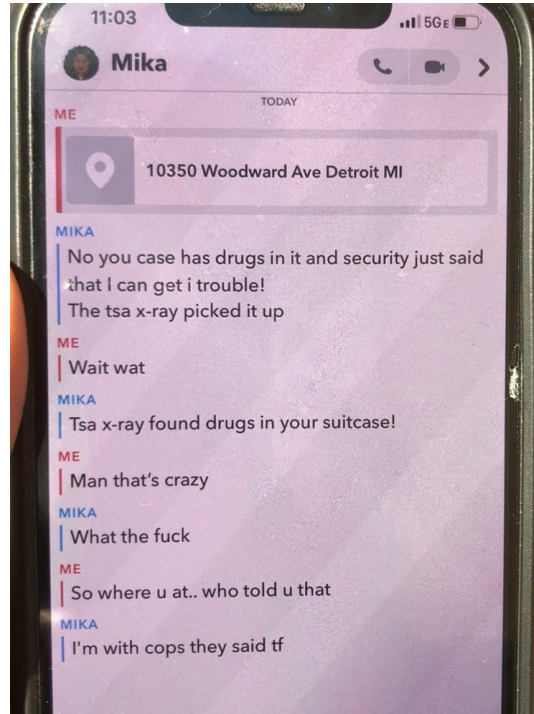 11:03
5GE
Mika
TODAY
ME
10350 Woodward Ave Detroit MI
MIKA
No you case has drugs in it and security just said
that I can get i trouble!
The tsa x-ray picked it up
ME
Wait wat
MIKA
Tsa x-ray found drugs in your suitcase!
ME
Man that's crazy
MIKA
What the fuck
ME
So where u at.. who told u that
MIKA
I'm with cops they said tf